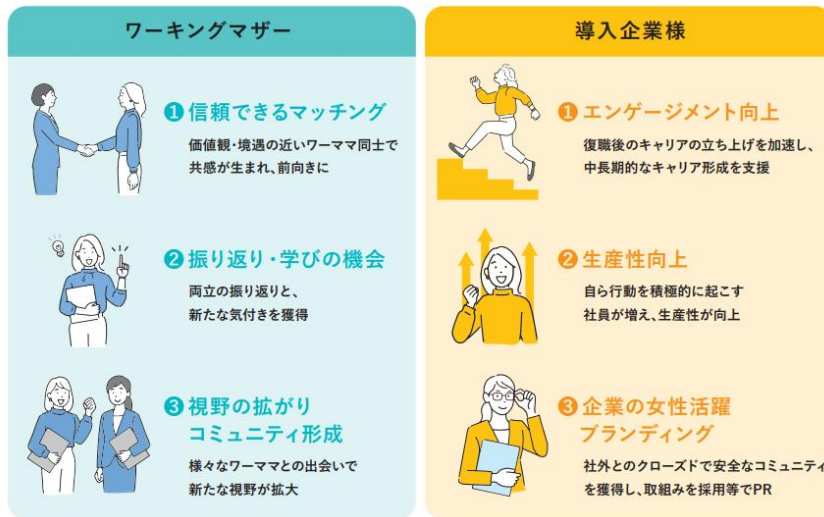 ワーキングマザー
❶信頼できるマッチング
価値観・境遇の近いワーママ同士で
共感が生まれ、前向きに
❷振り返り・学びの機会
両立の振り返りと、
新たな気付きを獲得
❸視野の拡がり
コミュニティ形成
様々なワーママとの出会いで
新たな視野が拡大
導入企業様
❶エンゲージメント向上
復職後のキャリアの立ち上げを加速し、
中長期的なキャリア形成を支援
❷生産性向上
自ら行動を積極的に起こす
社員が増え、生産性が向上
❸企業の女性活躍
ブランディング
社外とのクローズドで安全なコミュニティ
を獲得し、取組みを採用等でPR